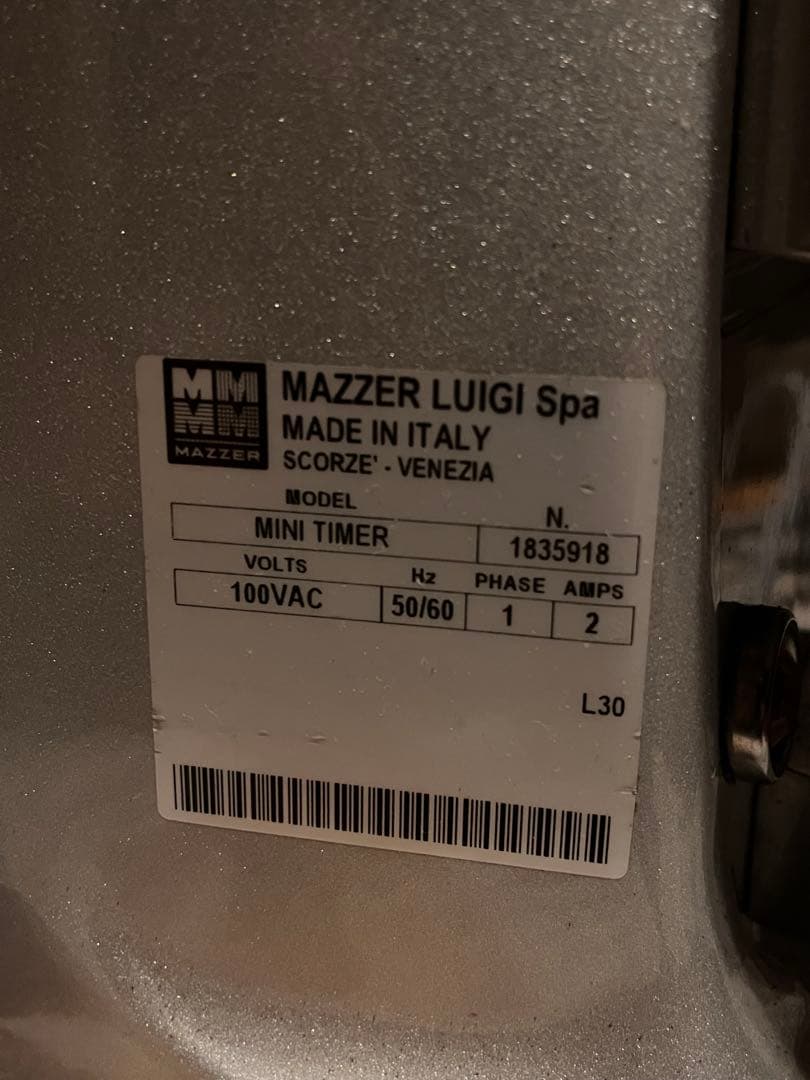 M M
M M
MAZZER
MAZZER LUIGI Spa
MADE IN ITALY
SCORZE' - VENEZIA
MODEL N.
MINI TIMER 1835918
VOLTS Hz PHASE AMPS
100VAC 50/60 1 2
L30